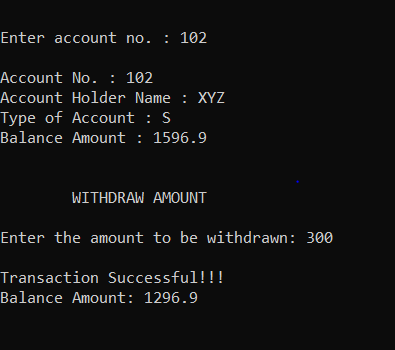 Enter account no. : 102
Account No. : 102
Account Holder Name : XYZ
Type of Account : S
Balance Amount : 1596.9
WITHDRAW AMOUNT
Enter the amount to be withdrawn: 300
Transaction Successful!!!
Balance Amount: 1296.9